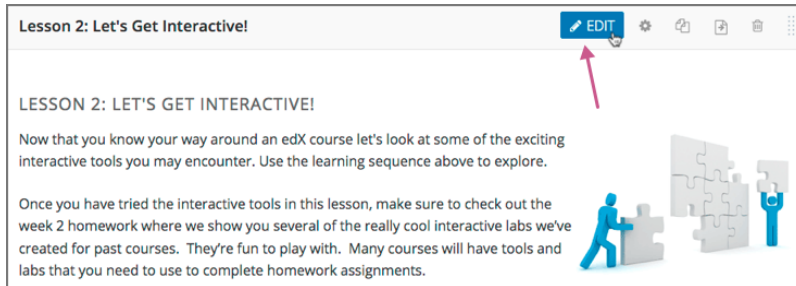 Lesson 2: Let's Get Interactive!
EDIT
LESSON 2: LET'S GET INTERACTIVE!
Now that you know your way around an edX course let's look at some of the exciting
interactive tools you may encounter. Use the learning sequence above to explore.
Once you have tried the interactive tools in this lesson, make sure to check out the
week 2 homework where we show you several of the really cool interactive labs we've
created for past courses.  They're fun to play with.  Many courses will have tools and
labs that you need to use to complete homework assignments.